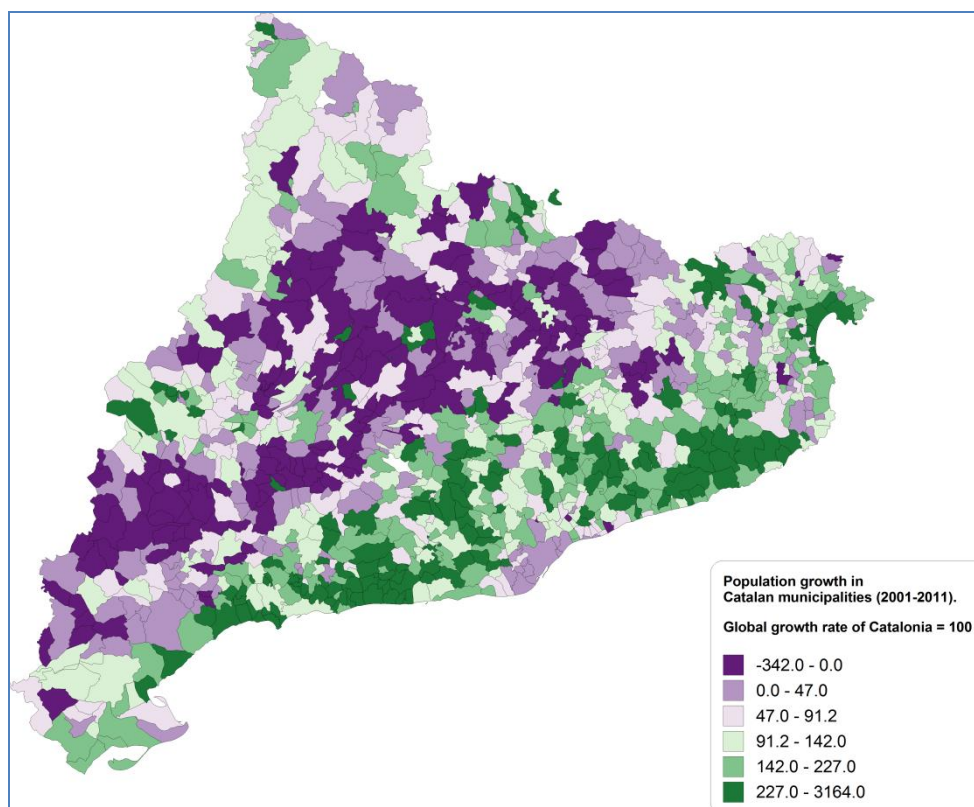 Population growth in
Catalan municipalities (2001-2011).
Global growth rate of Catalonia = 100
-342.0 - 0.0
0.0 - 47.0
47.0 - 91.2
91.2 - 142.0
142.0 - 227.0
227.0 - 3164.0